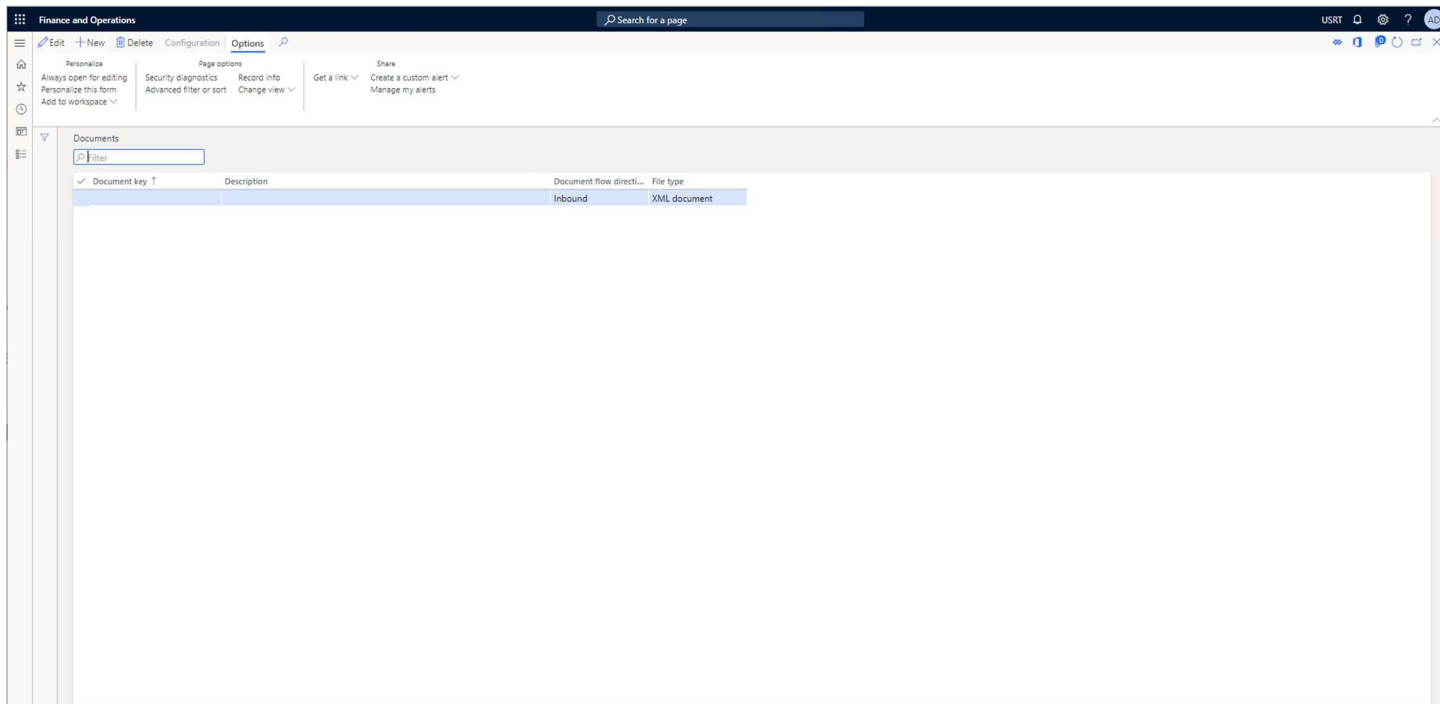 Finance and Operations
Search for a page
USRT
?
AD
Edit New Delete Configuration Options
0
Personalize
Always open for editing
Personalize this form
Add to workspace
Page options
Security diagnostics Record info
Advanced filter or sort Change view
Share
Get a link Create a custom alert
Manage my alerts
Documents
Filter
Document key Description Document flow directi... File type
Inbound XML document